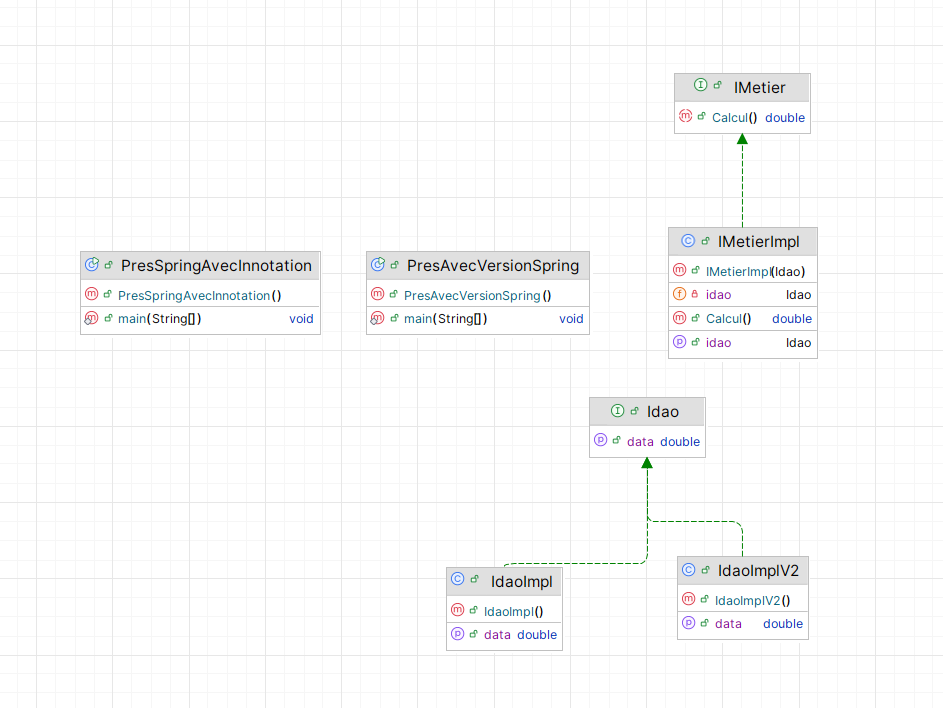 IMetier
Calcul() double
IMetierImpl
IMetierImpl(Idao)
idao Idao
Calcul() double
idao Idao
PresSpringAvecInnotation
PresSpringAvecInnotation()
main(String[]) void
PresAvecVersionSpring
PresAvecVersionSpring()
main(String[]) void
Idao
data double
IdaoImpl
IdaoImpl()
data double
IdaoImplV2
IdaoImplV2()
data double